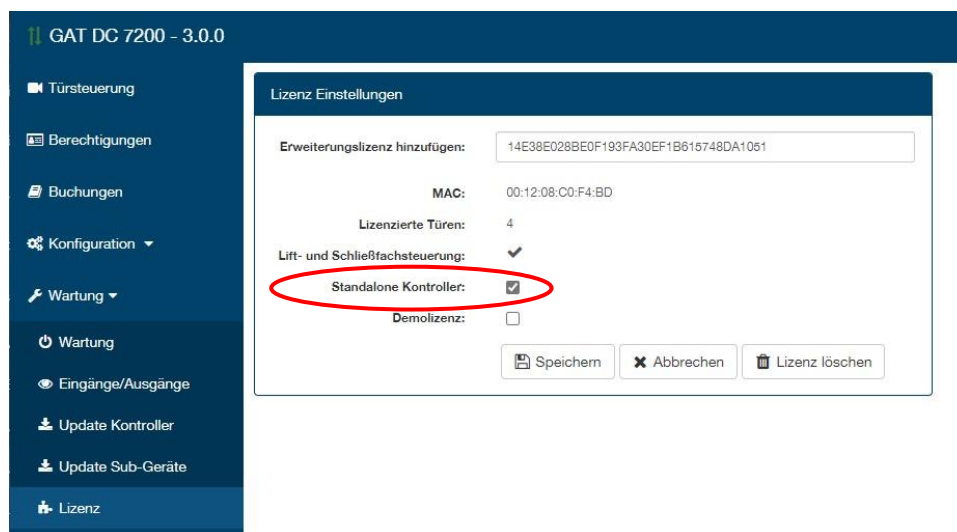 GAT DC 7200 - 3.0.0
Türsteuerung
Berechtigungen
Buchungen
Konfiguration
Wartung
Wartung
Eingänge/Ausgänge
Update Kontroller
Update Sub-Geräte
Lizenz
Lizenz Einstellungen
Erweiterungslizenz hinzufügen: 14E38E028BE0F193FA30EF1B615748DA1051
MAC: 00:12:08:C0:F4:BD
Lizenzierte Türen: 4
Lift- und Schließfachsteuerung:
Standalone Kontroller:
Demolizenz:
Speichern Abbrechen Lizenz löschen